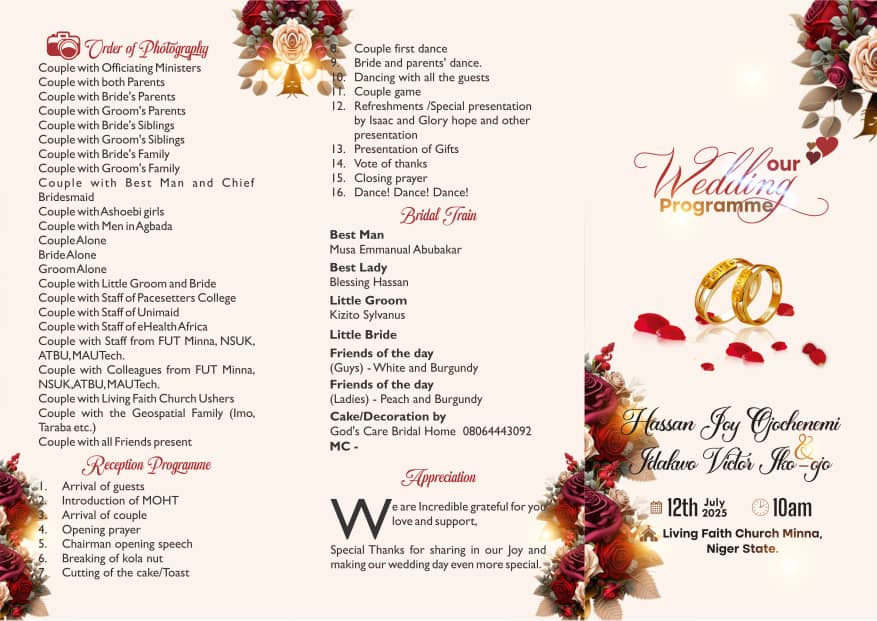 Order of Photography
Couple with Officiating Ministers
Couple with both Parents
Couple with Bride's Parents
Couple with Groom's Parents
Couple with Bride's Siblings
Couple with Groom's Siblings
Couple with Bride's Family
Couple with Groom's Family
Couple with Best Man and Chief
Bridesmaid
Couple with Ashoebi girls
Couple with Men in Agbada
Couple Alone
Bride Alone
Groom Alone
Couple with Little Groom and Bride
Couple with Staff of Pacesetters College
Couple with Staff of Unimaid
Couple with Staff of eHealth Africa
Couple with Staff from FUT Minna, NSUK,
ATBU, MAUTech.
Couple with Colleagues from FUT Minna,
NSUK,ATBU,MAUTech.
Couple with Living Faith Church Ushers
Couple with the Geospatial Family (Imo,
Taraba etc.)
Couple with all Friends present
Reception Programme
1. Arrival of guests
2. Introduction of MOHT
3. Arrival of couple
4. Opening prayer
5. Chairman opening speech
6. Breaking of kola nut
7. Cutting of the cake/Toast
8. Couple first dance
9. Bride and parents' dance.
10. Dancing with all the guests
11. Couple game
12. Refreshments /Special presentation
by Isaac and Glory hope and other
presentation
13. Presentation of Gifts
14. Vote of thanks
15. Closing prayer
16. Dance! Dance! Dance!
Bridal Train
Best Man
Musa Emmanual Abubakar
Best Lady
Blessing Hassan
Little Groom
Kizito Sylvanus
Little Bride
Friends of the day
(Guys) - White and Burgundy
Friends of the day
(Ladies) - Peach and Burgundy
Cake/Decoration by
God's Care Bridal Home 08064443092
MC -
Appreciation
We are Incredible grateful for you
love and support,
Special Thanks for sharing in our Joy and
making our wedding day even more special.
our
Wedding
Programme
Hassan Joy Ojochenemi
&
Idakwo Victor Iko-ojo
12th July 2025 10am
Living Faith Church Minna,
Niger State.